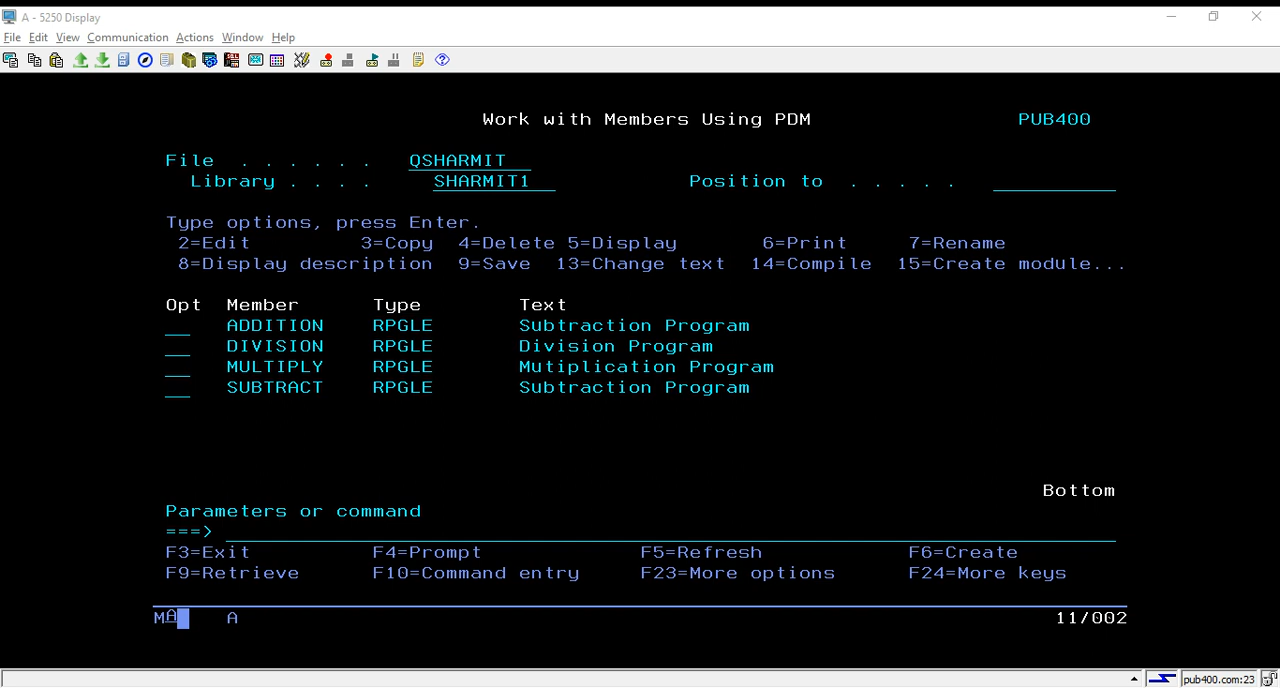 A - 5250 Display
File Edit View Communication Actions Window Help
Work with Members Using PDM PUB400
File . . . . . . QSHARMIT
Library . . . . SHARMIT1 Position to . . . . .
Type options, press Enter.
2=Edit 3=Copy 4=Delete 5=Display 6=Print 7=Rename
8=Display description 9=Save 13=Change text 14=Compile 15=Create module...
Opt Member Type Text
ADDITION RPGLE Subtraction Program
DIVISION RPGLE Division Program
MULTIPLY RPGLE Mutiplication Program
SUBTRACT RPGLE Subtraction Program
Bottom
Parameters or command
===>
F3=Exit F4=Prompt F5=Refresh F6=Create
F9=Retrieve F10=Command entry F23=More options F24=More keys
MA A 11/002
pub400.com:23